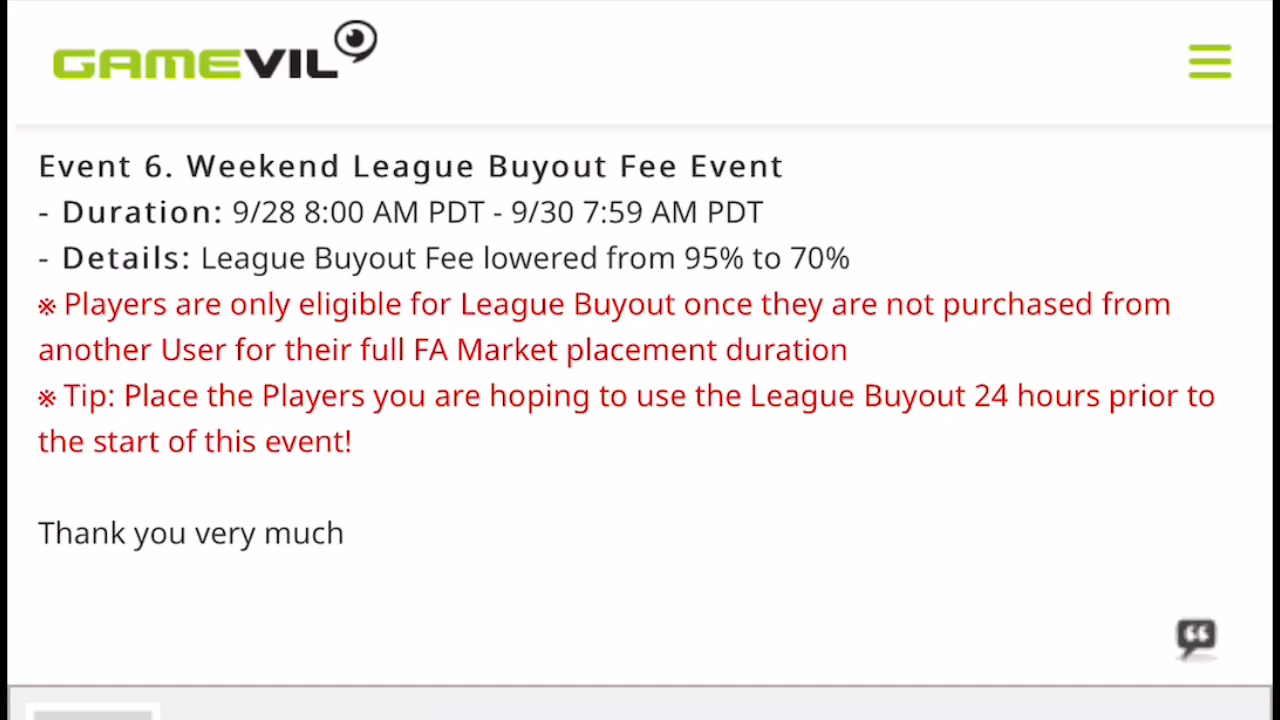 GAMEVIL
Event 6. Weekend League Buyout Fee Event
- Duration: 9/28 8:00 AM PDT - 9/30 7:59 AM PDT
- Details: League Buyout Fee lowered from 95% to 70%
※ Players are only eligible for League Buyout once they are not purchased from
another User for their full FA Market placement duration
※ Tip: Place the Players you are hoping to use the League Buyout 24 hours prior to
the start of this event!
Thank you very much